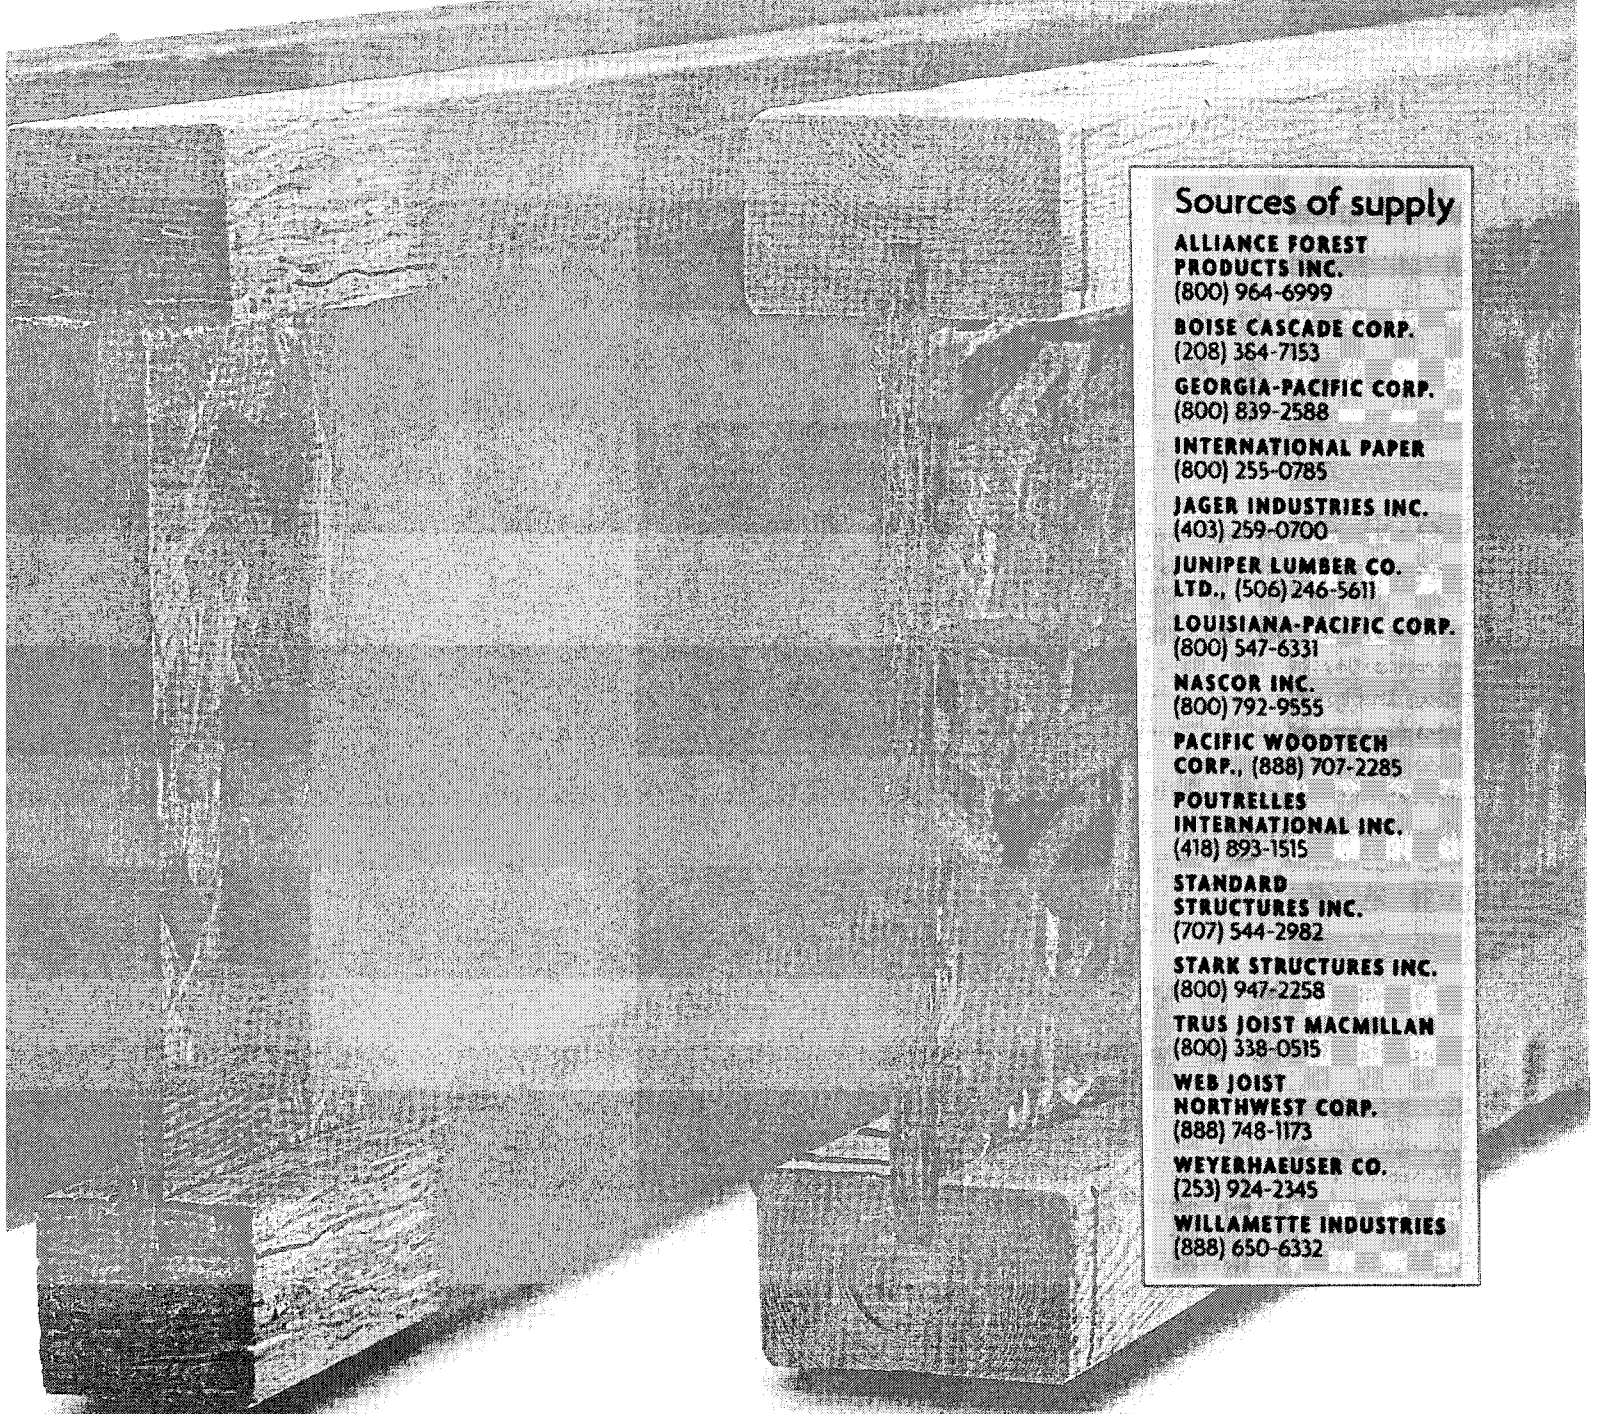 Sources of supply
ALLIANCE FOREST
PRODUCTS INC.
(800) 964-6999
BOISE CASCADE CORP.
(208) 384-7153
GEORGIA-PACIFIC CORP.
(800) 839-2588
INTERNATIONAL PAPER
(800) 255-0785
JAGER INDUSTRIES INC.
(403) 259-0700
JUNIPER LUMBER CO.
LTD., (506) 246-5611
LOUISIANA-PACIFIC CORP.
(800) 547-6331
NASCOR INC.
(800) 792-9555
PACIFIC WOODTECH
CORP., (888) 707-2285
POUTRELLES
INTERNATIONAL INC.
(418) 893-1515
STANDARD
STRUCTURES INC.
(707) 544-2982
STARK STRUCTURES INC.
(800) 947-2258
TRUS JOIST MACMILLAN
(800) 338-0515
WEB JOIST
NORTHWEST CORP.
(888) 748-1173
WEYERHAEUSER CO.
(253) 924-2345
WILLAMETTE INDUSTRIES
(888) 650-6332